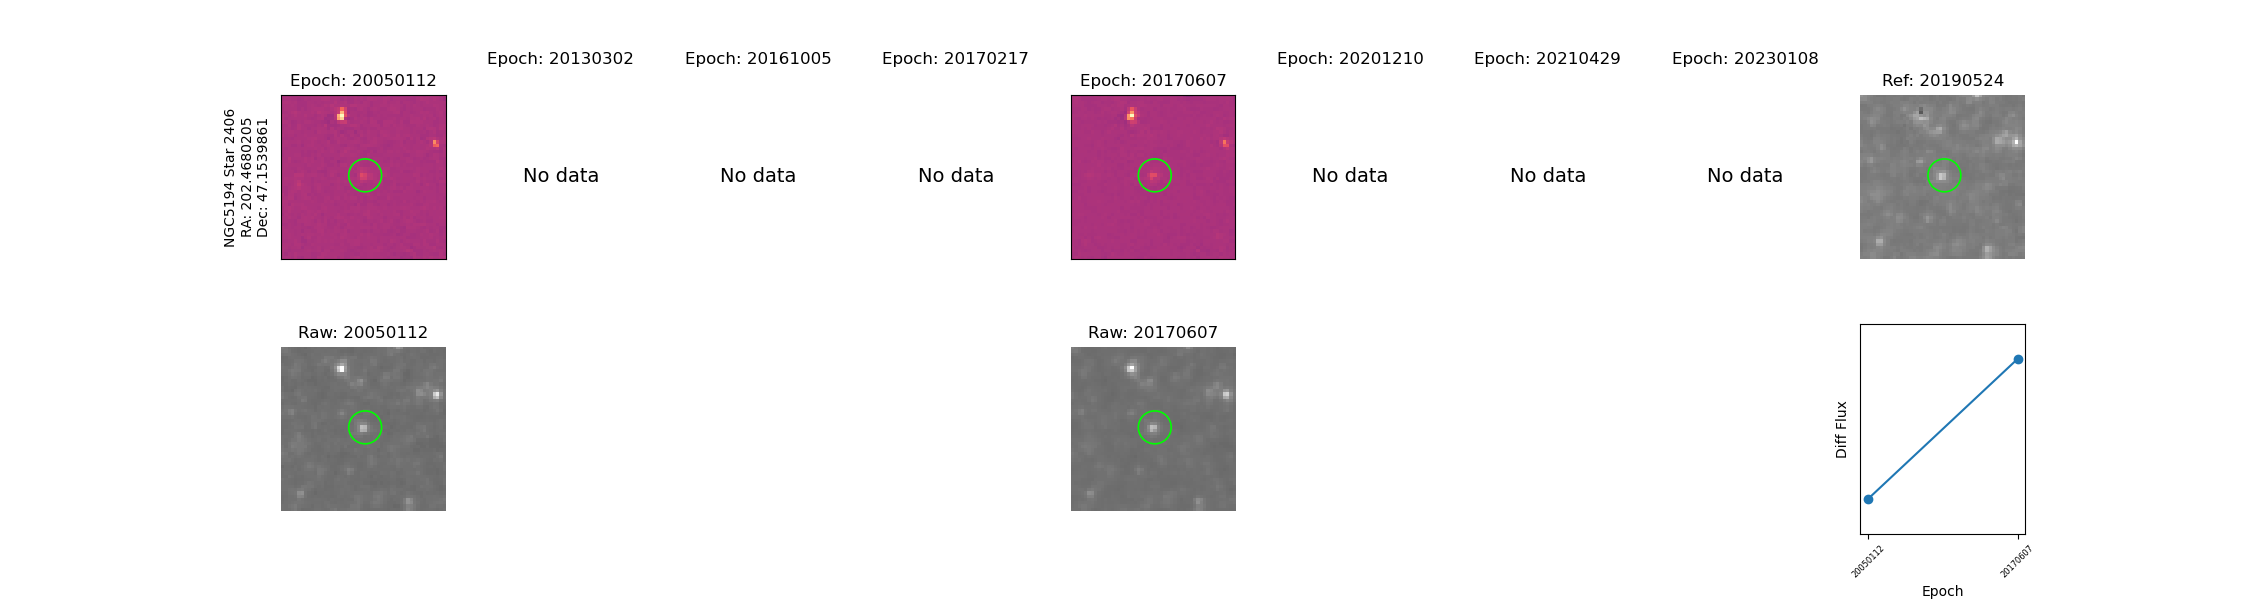 Epoch: 20050112
Epoch: 20130302
Epoch: 20161005
Epoch: 20170217
Epoch: 20170607
Epoch: 20201210
Epoch: 20210429
Epoch: 20230108
Ref: 20190524
NGC5194 Star 2406
RA: 202.4680205
Dec: 47.1539861
No data
No data
No data
No data
No data
No data
Raw: 20050112
Raw: 20170607
Diff Flux
20050112
20170607
Epoch